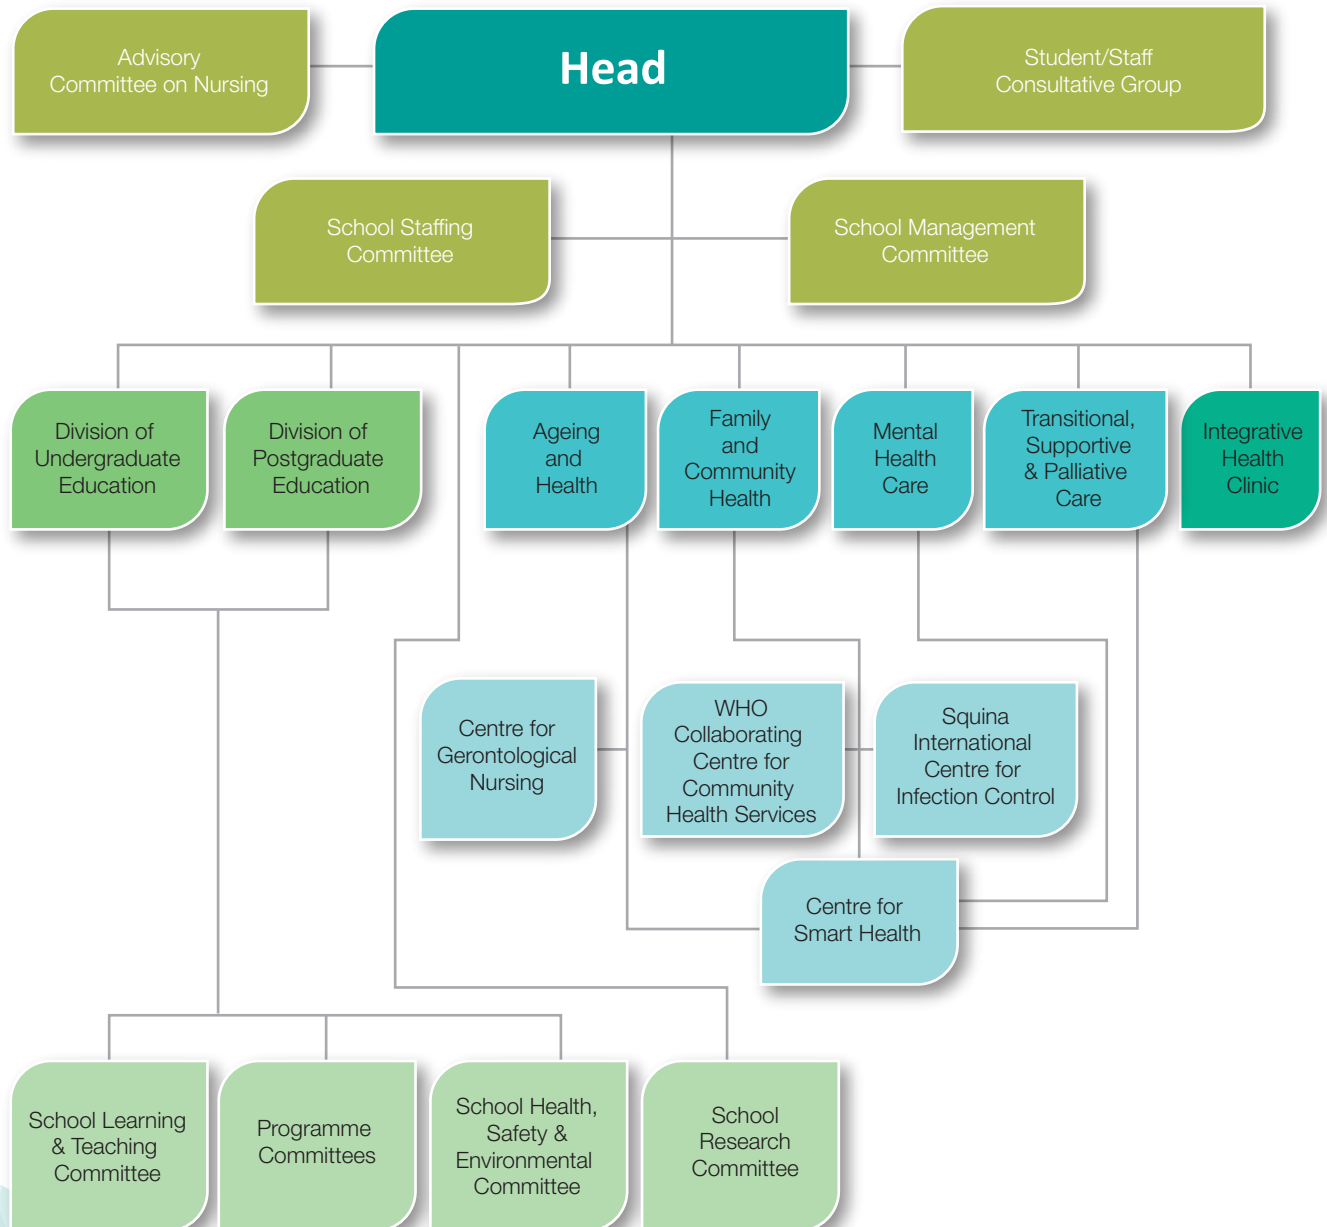 Advisory
Committee on Nursing
Head
Student/Staff
Consultative Group
School Staffing
Committee
School Management
Committee
Division of
Undergraduate
Education
Division of
Postgraduate
Education
Ageing
and
Health
Family
and
Community
Health
Mental
Health
Care
Transitional,
Supportive
& Palliative
Care
Integrative
Health
Clinic
Centre for
Gerontological
Nursing
WHO
Collaborating
Centre for
Community
Health Services
Squina
International
Centre for
Infection Control
Centre for
Smart Health
School Learning
& Teaching
Committee
Programme
Committees
School Health,
Safety &
Environmental
Committee
School
Research
Committee